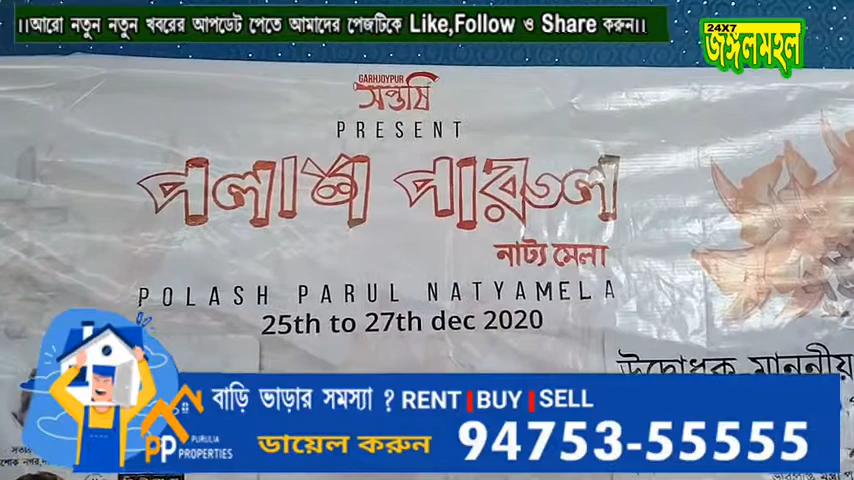 ।।আরো নতুন নতুন খবরের আপডেট পেতে আমাদের পেজটিকে Like,Follow ও Share করুন।।
24X7
জঙ্গলমহল
GARHJOYPUR
সপ্তর্ষি
PRESENT
পলাশ পারুল
নাট্য মেলা
POLASH PARUL NATYAMELA
25th to 27th dec 2020
উদ্বোধক মাননীয়
বাড়ি ভাড়ার সমস্যা ? RENT | BUY | SELL
PP PURULIA PROPERTIES
ডায়েল করুন 94753-55555